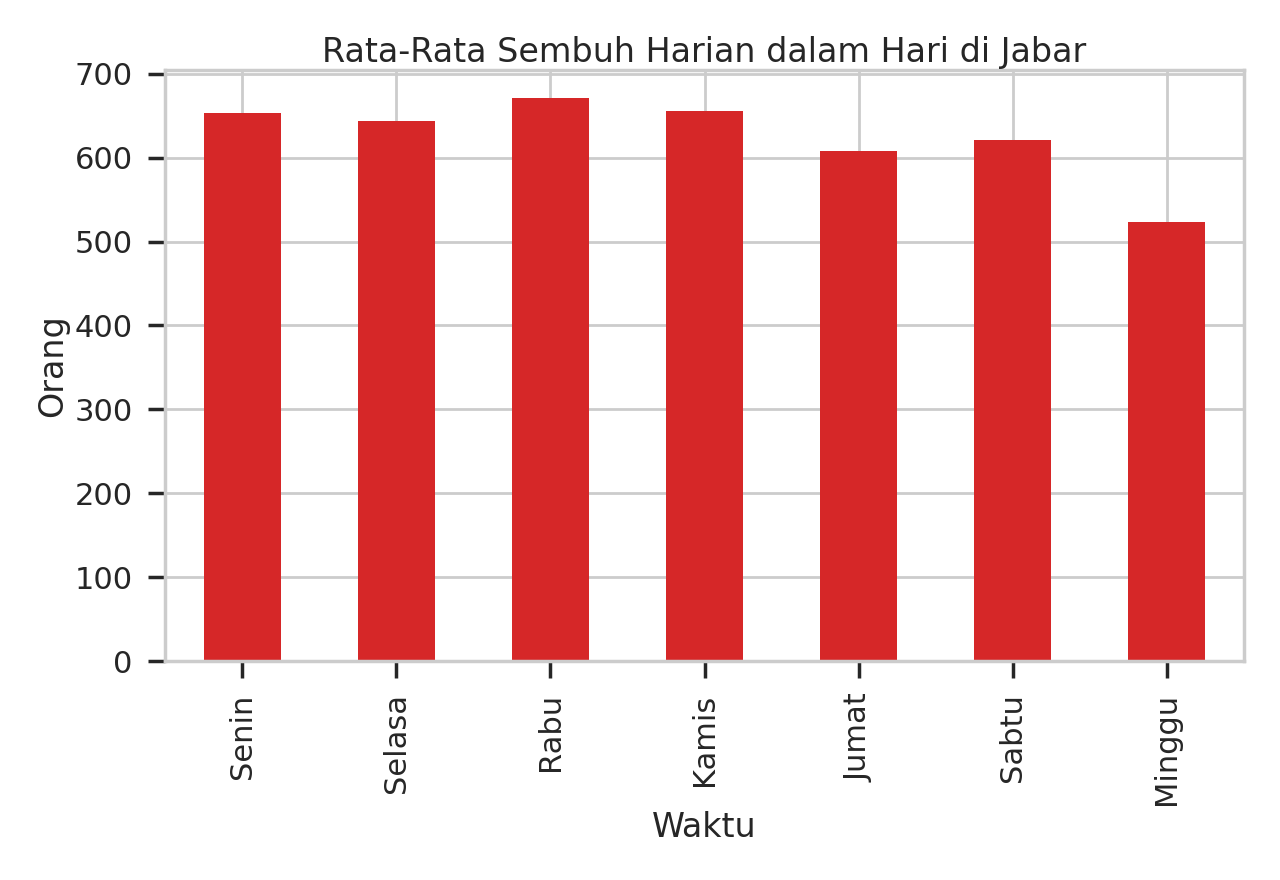 Rata-Rata Sembuh Harian dalam Hari di Jabar
700
600
500
400
300
200
100
0
Orang
Senin
Selasa
Rabu
Kamis
Jumat
Sabtu
Minggu
Waktu